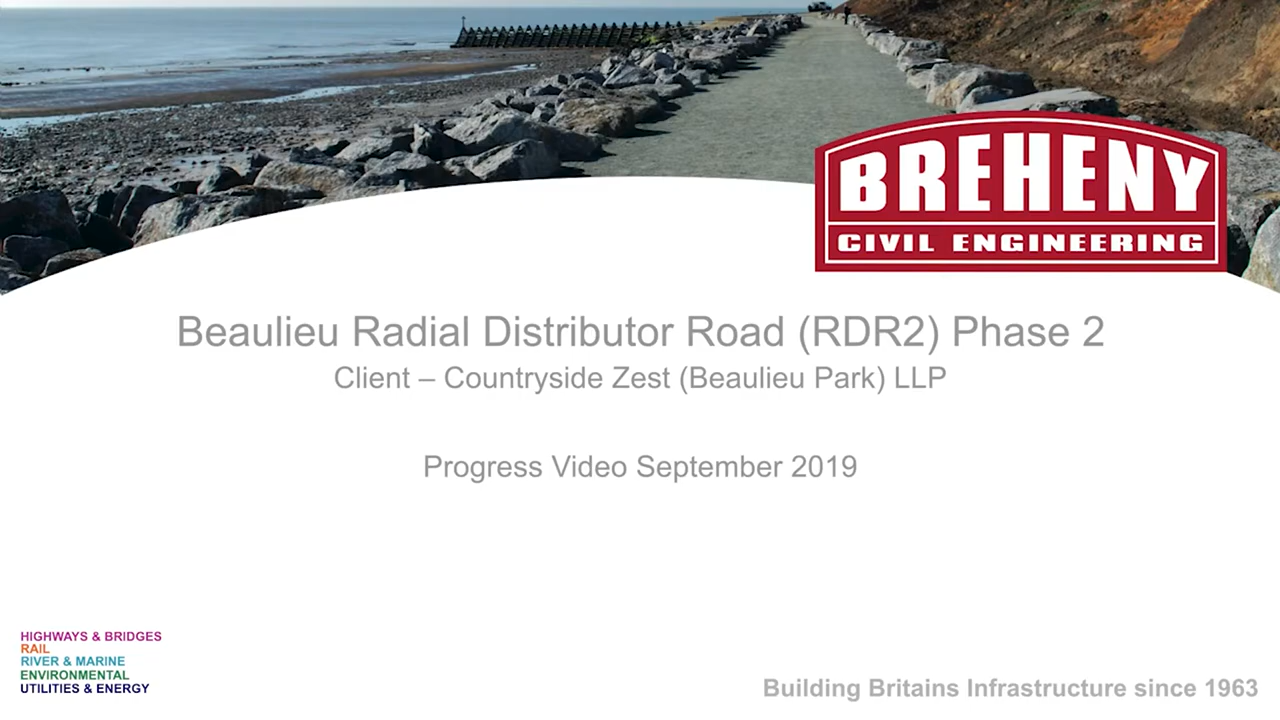 BREHENY
CIVIL ENGINEERING
Beaulieu Radial Distributor Road (RDR2) Phase 2
Client – Countryside Zest (Beaulieu Park) LLP
Progress Video September 2019
HIGHWAYS & BRIDGES
RAIL
RIVER & MARINE
ENVIRONMENTAL
UTILITIES & ENERGY
Building Britains Infrastructure since 1963